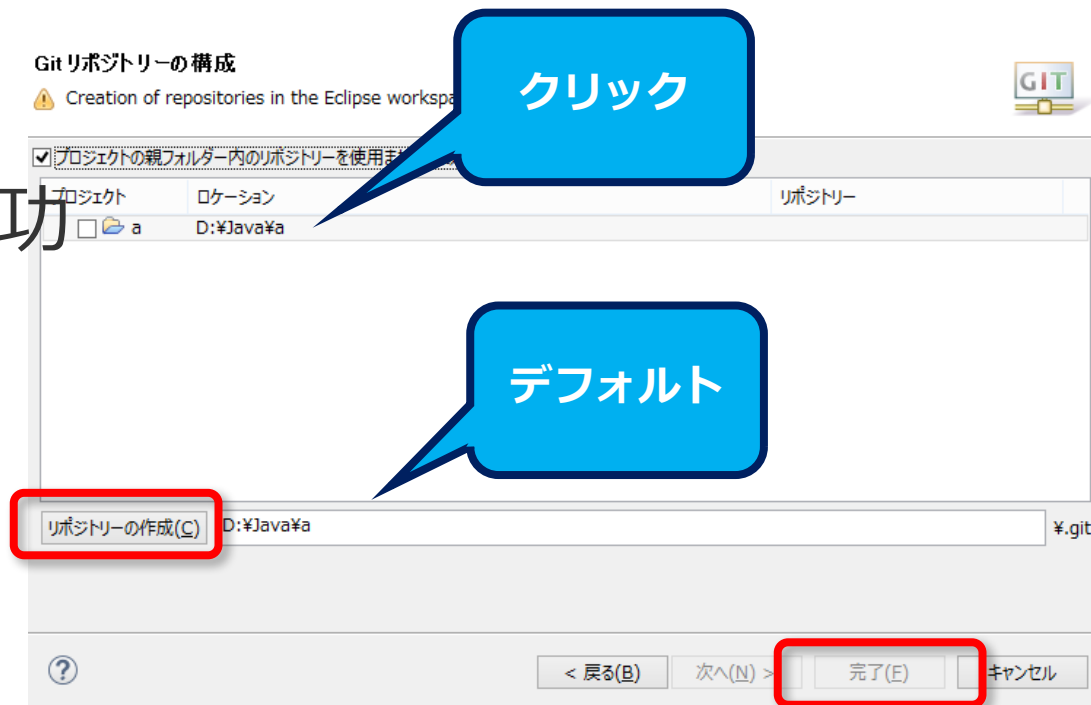 Git リポジトリーの構成
クリック
GIT
Creation of repositories in the Eclipse
プロジェクトの親フォルダー内のリポジトリーを使用
プロジェクト ロケーション リポジトリー
功
a D:¥Java¥a
デフォルト
リポジトリーの作成(C) D:¥Java¥a ¥.git
< 戻る(B) 次へ(N) > 完了(F) キャンセル